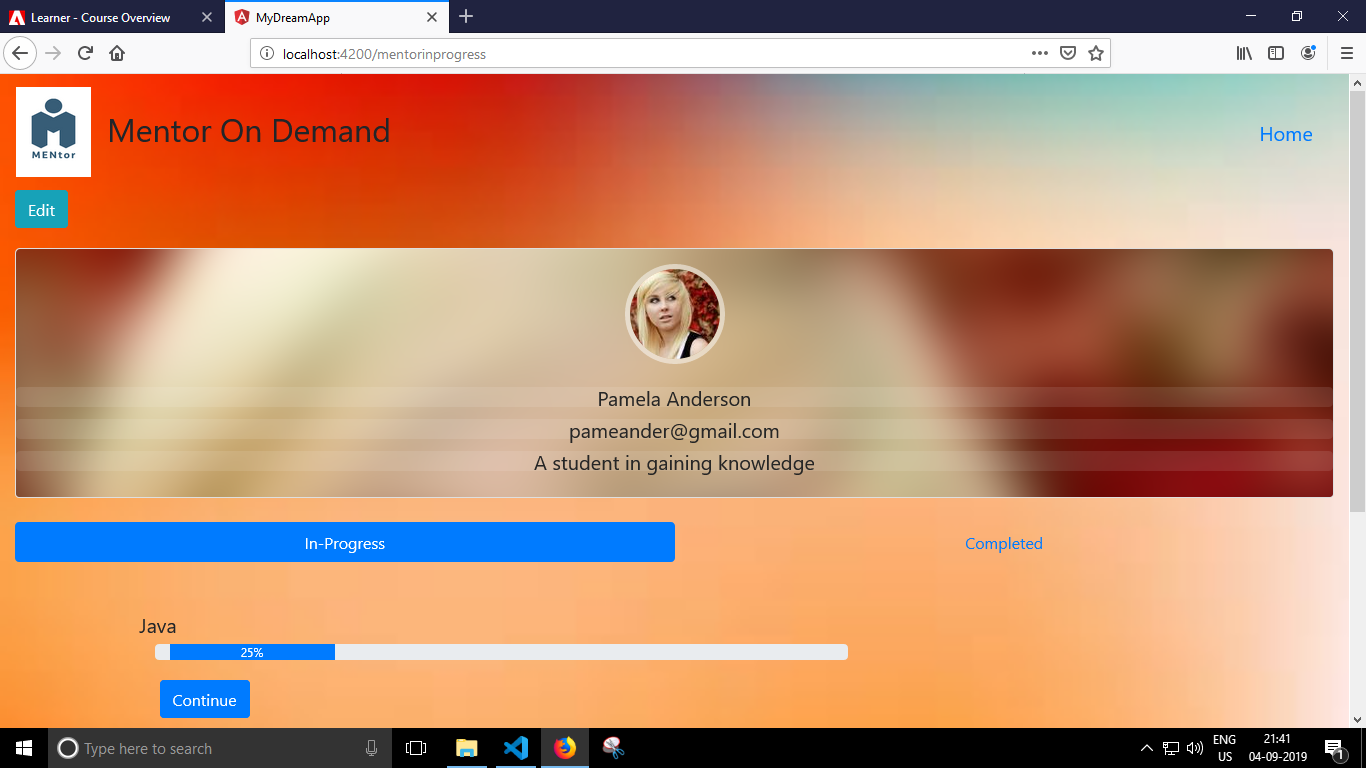 Learner - Course Overview
MyDreamApp
localhost:4200/mentorinprogress
MENtor
Mentor On Demand
Home
Edit
Pamela Anderson
pameander@gmail.com
A student in gaining knowledge
In-Progress
Completed
Java
25%
Continue
Type here to search
ENG
US
21:41
04-09-2019
1